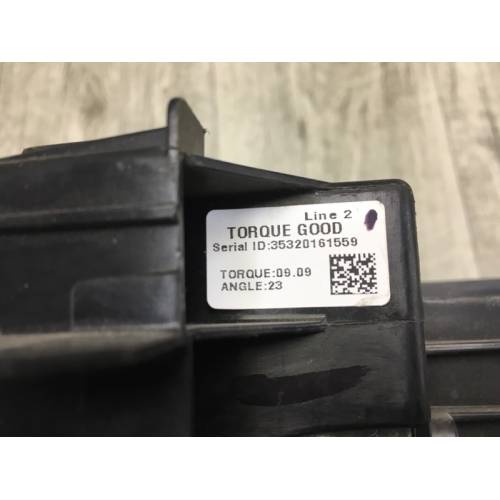 Line 2
TORQUE GOOD
Serial ID:35320161559
TORQUE:09.09
ANGLE:23